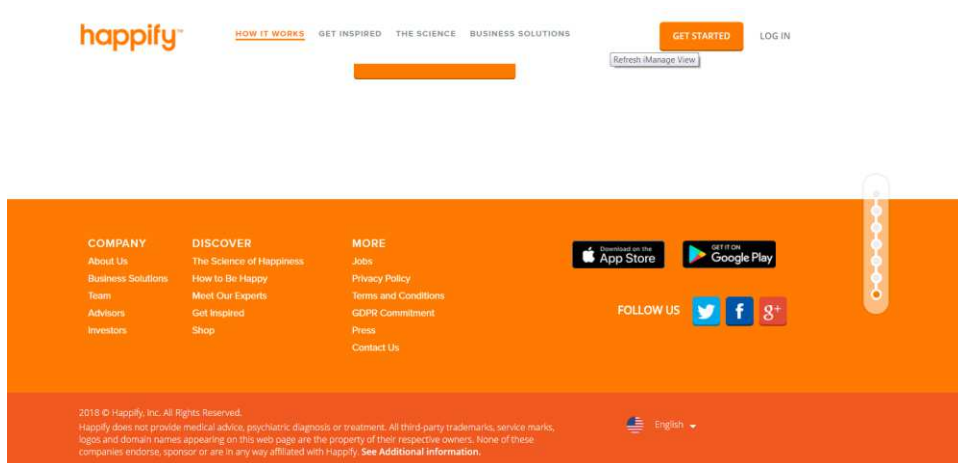 happify™
HOW IT WORKS GET INSPIRED THE SCIENCE BUSINESS SOLUTIONS
GET STARTED LOG IN
Refresh iManage View
COMPANY
About Us
Business Solutions
Team
Advisors
Investors
DISCOVER
The Science of Happiness
How to Be Happy
Meet Our Experts
Get Inspired
Shop
MORE
Jobs
Privacy Policy
Terms and Conditions
GDPR Commitment
Press
Contact Us
Download on the
App Store
GET IT ON
Google Play
FOLLOW US f g+
2018 © Happify, Inc. All Rights Reserved.
Happify does not provide medical advice, psychiatric diagnosis or treatment. All third-party trademarks, service marks,
logos and domain names appearing on this web page are the property of their respective owners. None of these
companies endorse, sponsor or are in any way affiliated with Happify. See Additional information.
English